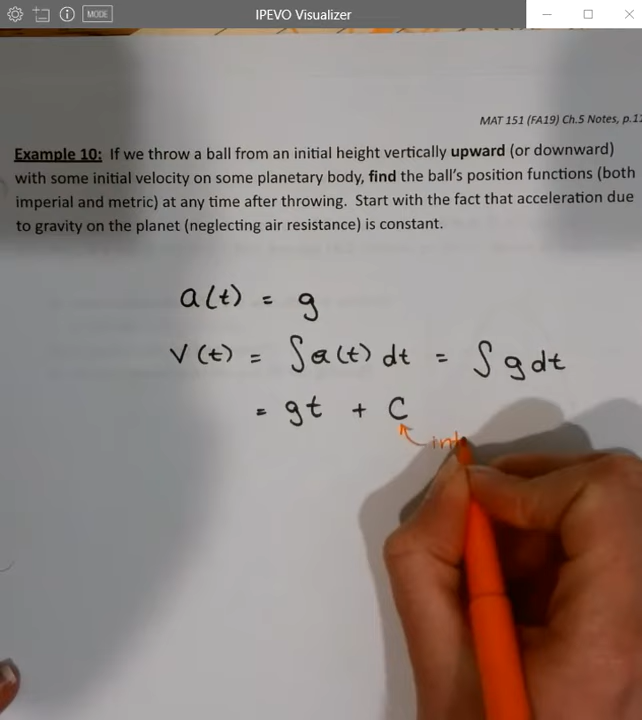 MODE
IPEVO Visualizer
MAT 151 (FA19) Ch.5 Notes, p.1
Example 10: If we throw a ball from an initial height vertically upward (or downward)
with some initial velocity on some planetary body, find the ball's position functions (both
imperial and metric) at any time after throwing. Start with the fact that acceleration due
to gravity on the planet (neglecting air resistance) is constant.
a(t) = g
v(t) = ∫a(t) dt = ∫ g dt
= gt + C